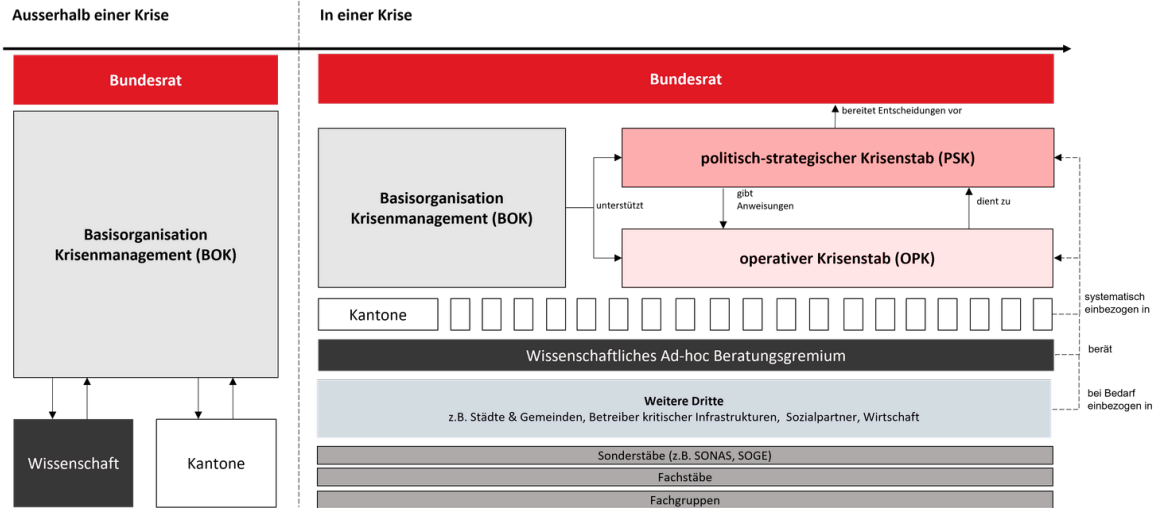 Ausserhalb einer Krise
In einer Krise
Bundesrat
Basisorganisation
Krisenmanagement (BOK)
Wissenschaft
Kantone
Bundesrat
bereitet Entscheidungen vor
politisch-strategischer Krisenstab (PSK)
Basisorganisation
Krisenmanagement (BOK)
unterstützt
gibt
Anweisungen
dient zu
operativer Krisenstab (OPK)
Kantone
systematisch
einbezogen in
Wissenschaftliches Ad-hoc Beratungsgremium
berät
Weitere Dritte
z.B. Städte & Gemeinden, Betreiber kritischer Infrastrukturen, Sozialpartner, Wirtschaft
bei Bedarf
einbezogen in
Sonderstäbe (z.B. SONAS, SOGE)
Fachstäbe
Fachgruppen